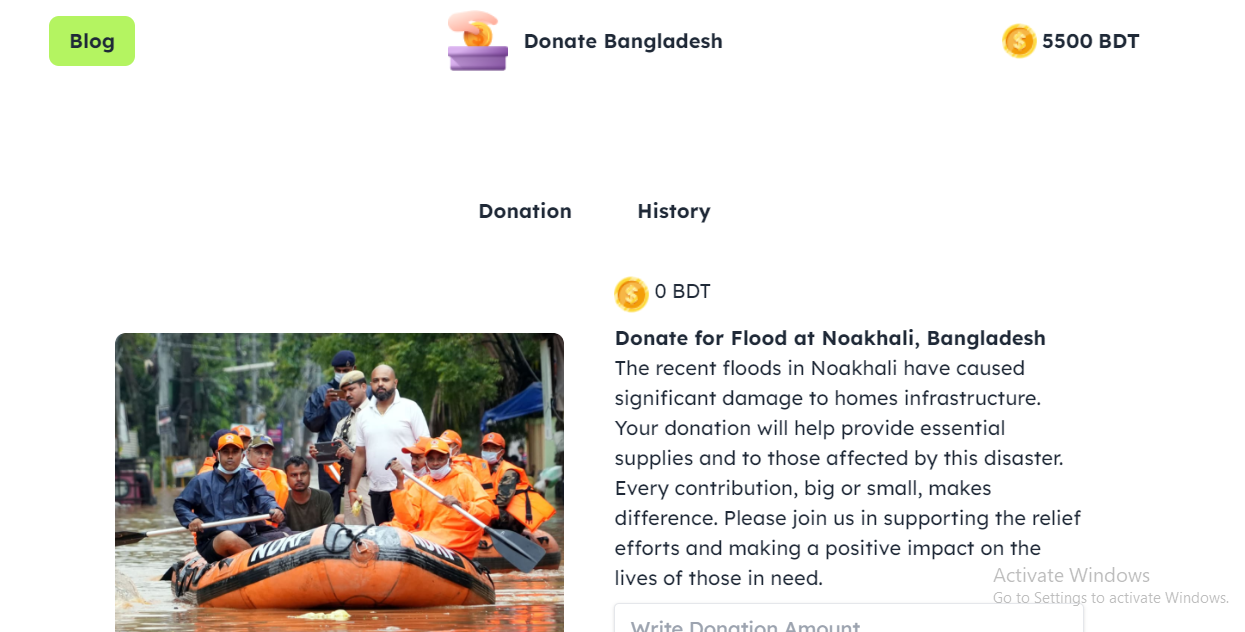 Blog
Donate Bangladesh
5500 BDT
Donation
History
0 BDT
Donate for Flood at Noakhali, Bangladesh
The recent floods in Noakhali have caused
significant damage to homes infrastructure.
Your donation will help provide essential
supplies and to those affected by this disaster.
Every contribution, big or small, makes
difference. Please join us in supporting the relief
efforts and making a positive impact on the
lives of those in need.
Write Donation Amount
NDRF
NDRF
Activate Windows
Go to Settings to activate Windows.